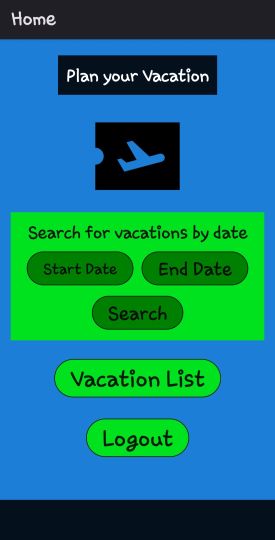 Home
Plan your Vacation
Search for vacations by date
Start Date End Date
Search
Vacation List
Logout